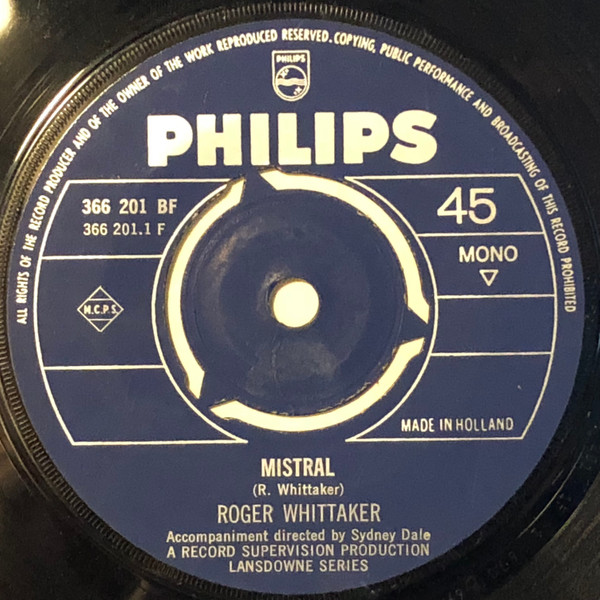 ALL RIGHTS OF THE RECORD PRODUCER AND OF THE OWNER OF THE WORK REPRODUCED RESERVED. COPYING, PUBLIC PERFORMANCE AND BROADCASTING OF THIS RECORD PROHIBITED
PHILIPS
PHILIPS
366 201 BF
366 201.1 F
45
MONO
M.C.P.S.
MADE IN HOLLAND
MISTRAL
(R. Whittaker)
ROGER WHITTAKER
Accompaniment directed by Sydney Dale
A RECORD SUPERVISION PRODUCTION
LANSDOWNE SERIES